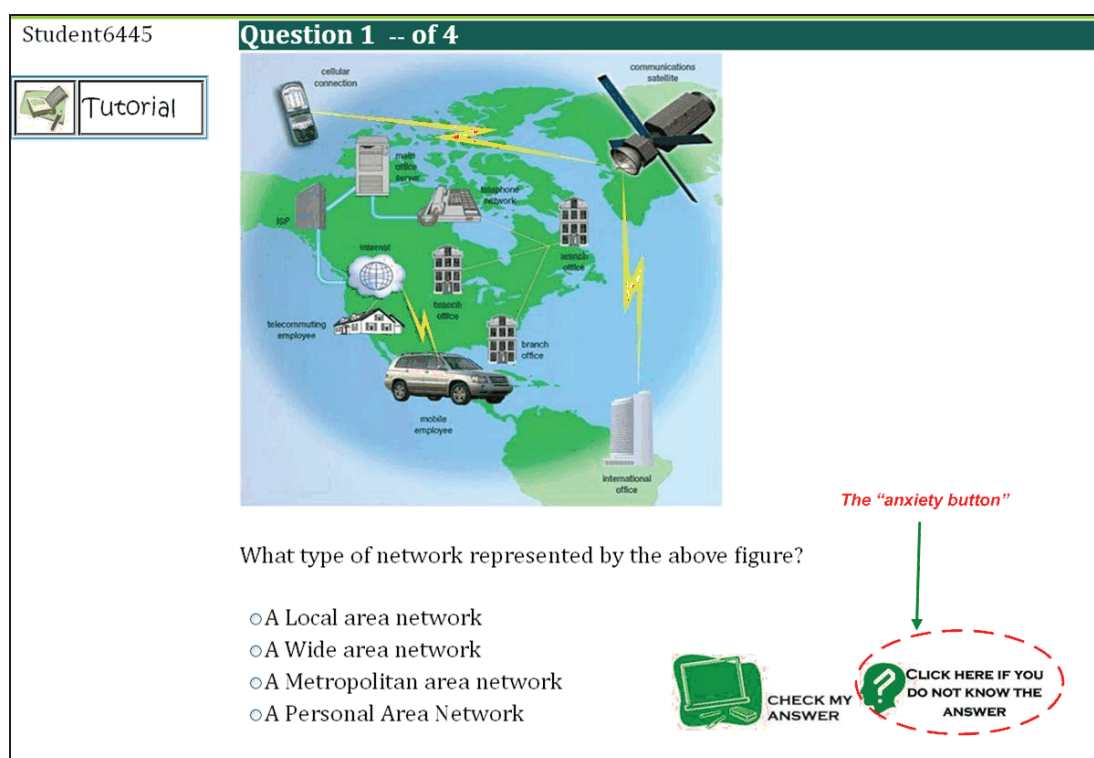 Student6445
Question 1 -- of 4
Tutorial
cellular
connection
communications
satellite
main
office
server
telephone
network
ISP
internet
branch
office
branch
office
telecommuting
employee
branch
office
mobile
employee
international
office
The “anxiety button”
What type of network represented by the above figure?
A Local area network
A Wide area network
A Metropolitan area network
A Personal Area Network
CHECK MY
ANSWER
CLICK HERE IF YOU
DO NOT KNOW THE
ANSWER